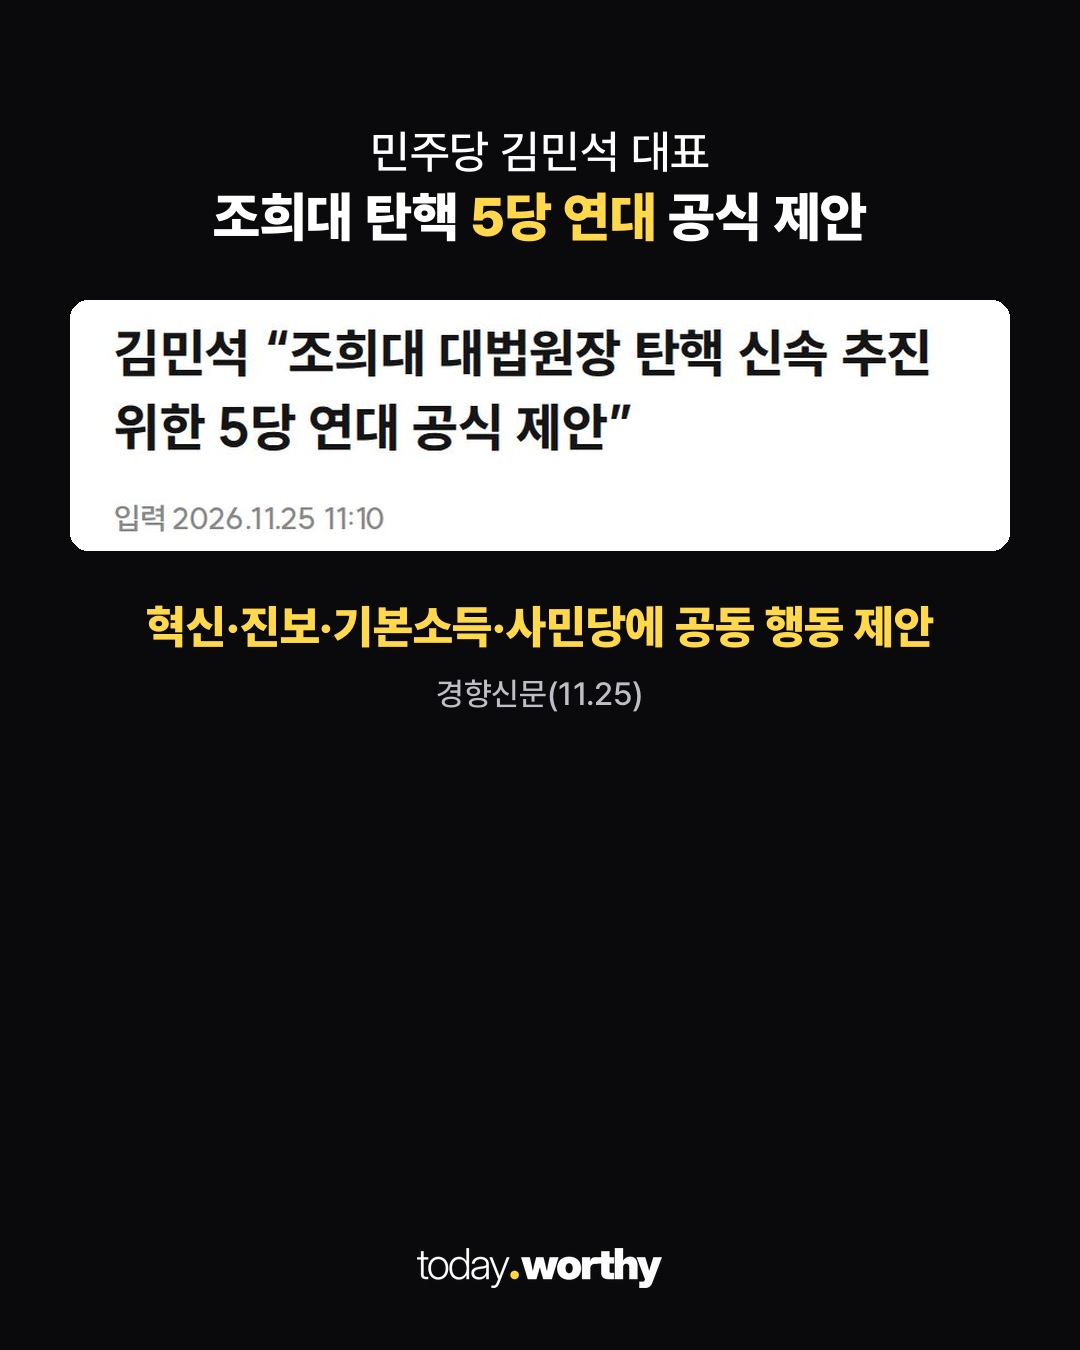 민주당 김민석 대표
조희대 탄핵 5당 연대 공식 제안
김민석 “조희대 대법원장 탄핵 신속 추진
위한 5당 연대 공식 제안”
입력 2026.11.25 11:10
혁신·진보·기본소득·사민당에 공동 행동 제안
경향신문(11.25)
today.worthy